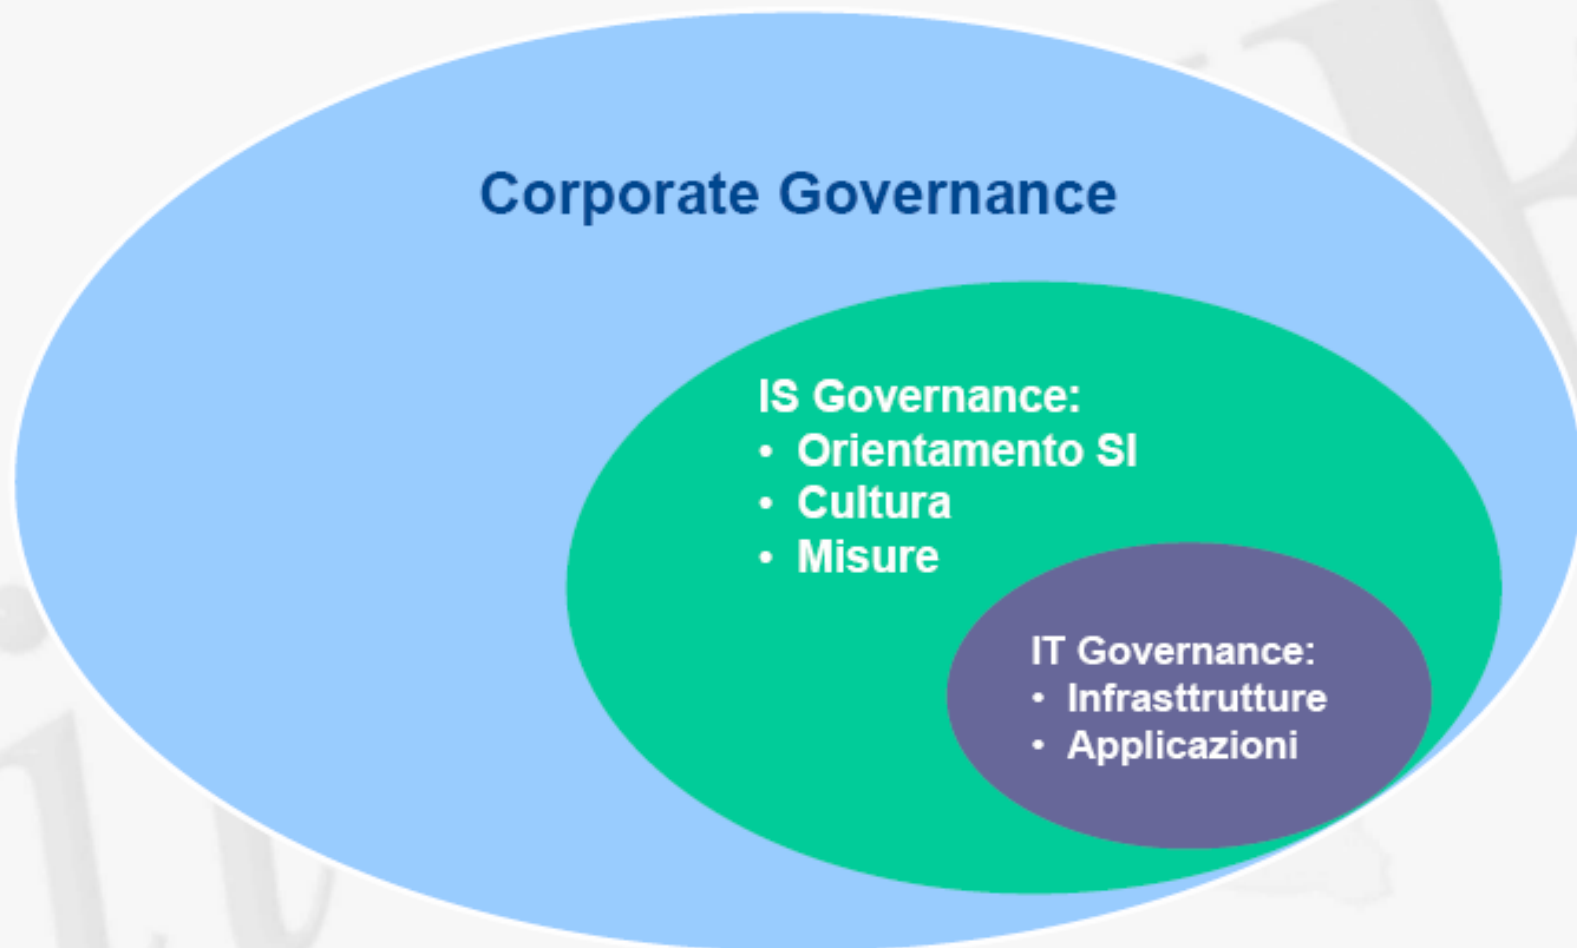 Corporate Governance
IS Governance:
• Orientamento SI
• Cultura
• Misure
IT Governance:
• Infrasttrutture
• Applicazioni